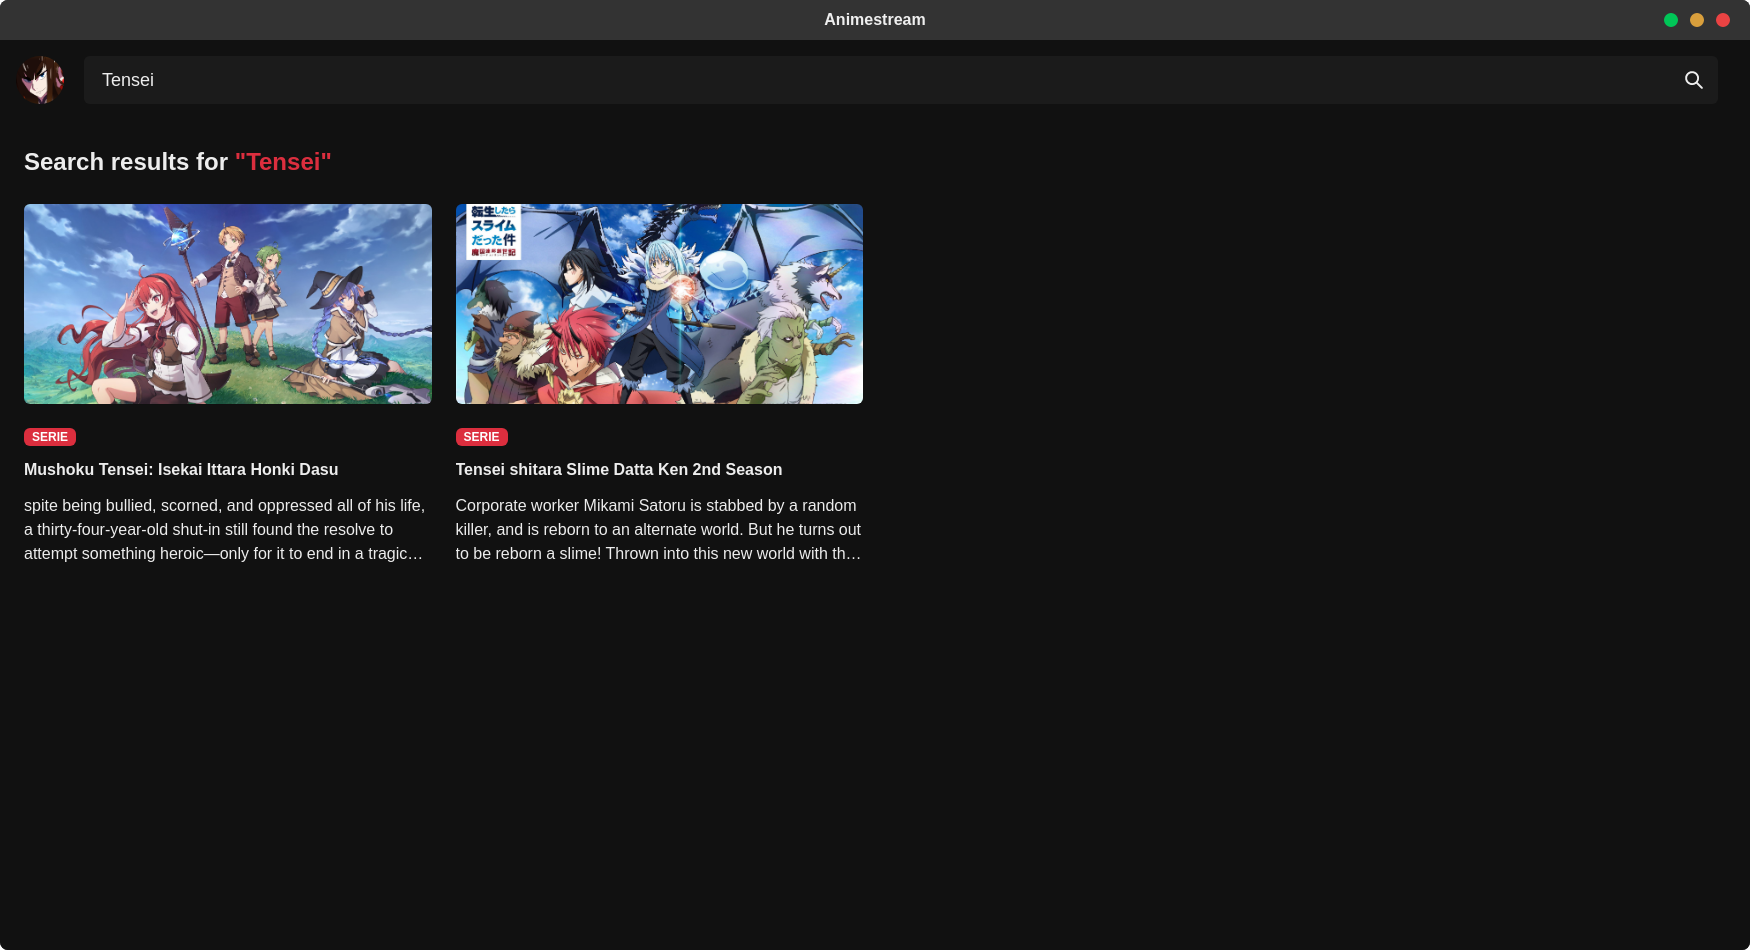 Animestream
Tensei
Search results for "Tensei"
転生したら
スライム
だった件
SERIE
Mushoku Tensei: Isekai Ittara Honki Dasu
spite being bullied, scorned, and oppressed all of his life,
a thirty-four-year-old shut-in still found the resolve to
attempt something heroic—only for it to end in a tragic…
SERIE
Tensei shitara Slime Datta Ken 2nd Season
Corporate worker Mikami Satoru is stabbed by a random
killer, and is reborn to an alternate world. But he turns out
to be reborn a slime! Thrown into this new world with th…